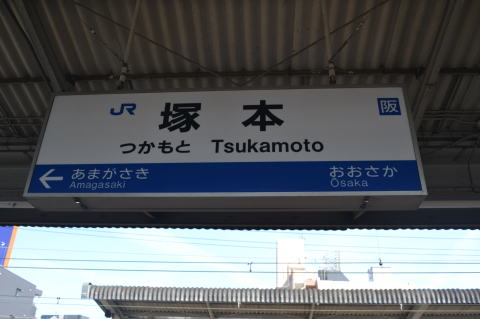 JR 塚本 阪
つかもと Tsukamoto
← あまがさき おおさか
Amagasaki Ōsaka